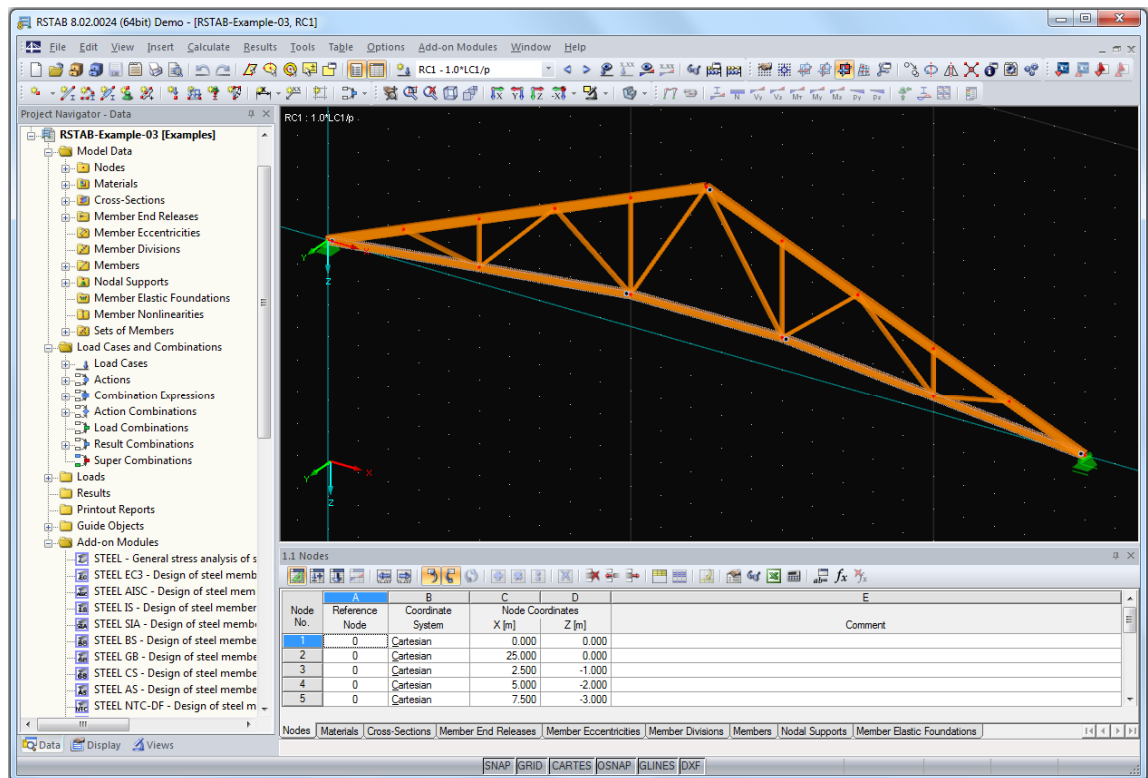 RSTAB 8.02.0024 (64bit) Demo - [RSTAB-Example-03, RC1]
File Edit View Insert Calculate Results Tools Table Options Add-on Modules Window Help
RC1 - 1.0*LC1/p
Project Navigator - Data
RSTAB-Example-03 [Examples]
Model Data
Nodes
Materials
Cross-Sections
Member End Releases
Member Eccentricities
Member Divisions
Members
Nodal Supports
Member Elastic Foundations
Member Nonlinearities
Sets of Members
Load Cases and Combinations
Load Cases
Actions
Combination Expressions
Action Combinations
Load Combinations
Result Combinations
Super Combinations
Loads
Results
Printout Reports
Guide Objects
Add-on Modules
STEEL - General stress analysis of s
STEEL EC3 - Design of steel memb
STEEL AISC - Design of steel mem
STEEL IS - Design of steel member
STEEL SIA - Design of steel membe
STEEL BS - Design of steel membe
STEEL GB - Design of steel membe
STEEL CS - Design of steel membe
STEEL AS - Design of steel membe
STEEL NTC-DF - Design of steel m
Data Display Views
RC1 : 1.0*LC1/p
Y X
Z
Y X
Z
1.1 Nodes
A B C D E
Node Reference Coordinate Node Coordinates
No. Node System X [m] Z [m] Comment
1 0 Cartesian 0.000 0.000
2 0 Cartesian 25.000 0.000
3 0 Cartesian 2.500 -1.000
4 0 Cartesian 5.000 -2.000
5 0 Cartesian 7.500 -3.000
Nodes Materials Cross-Sections Member End Releases Member Eccentricities Member Divisions Members Nodal Supports Member Elastic Foundations
SNAP GRID CARTES OSNAP GLINES DXF